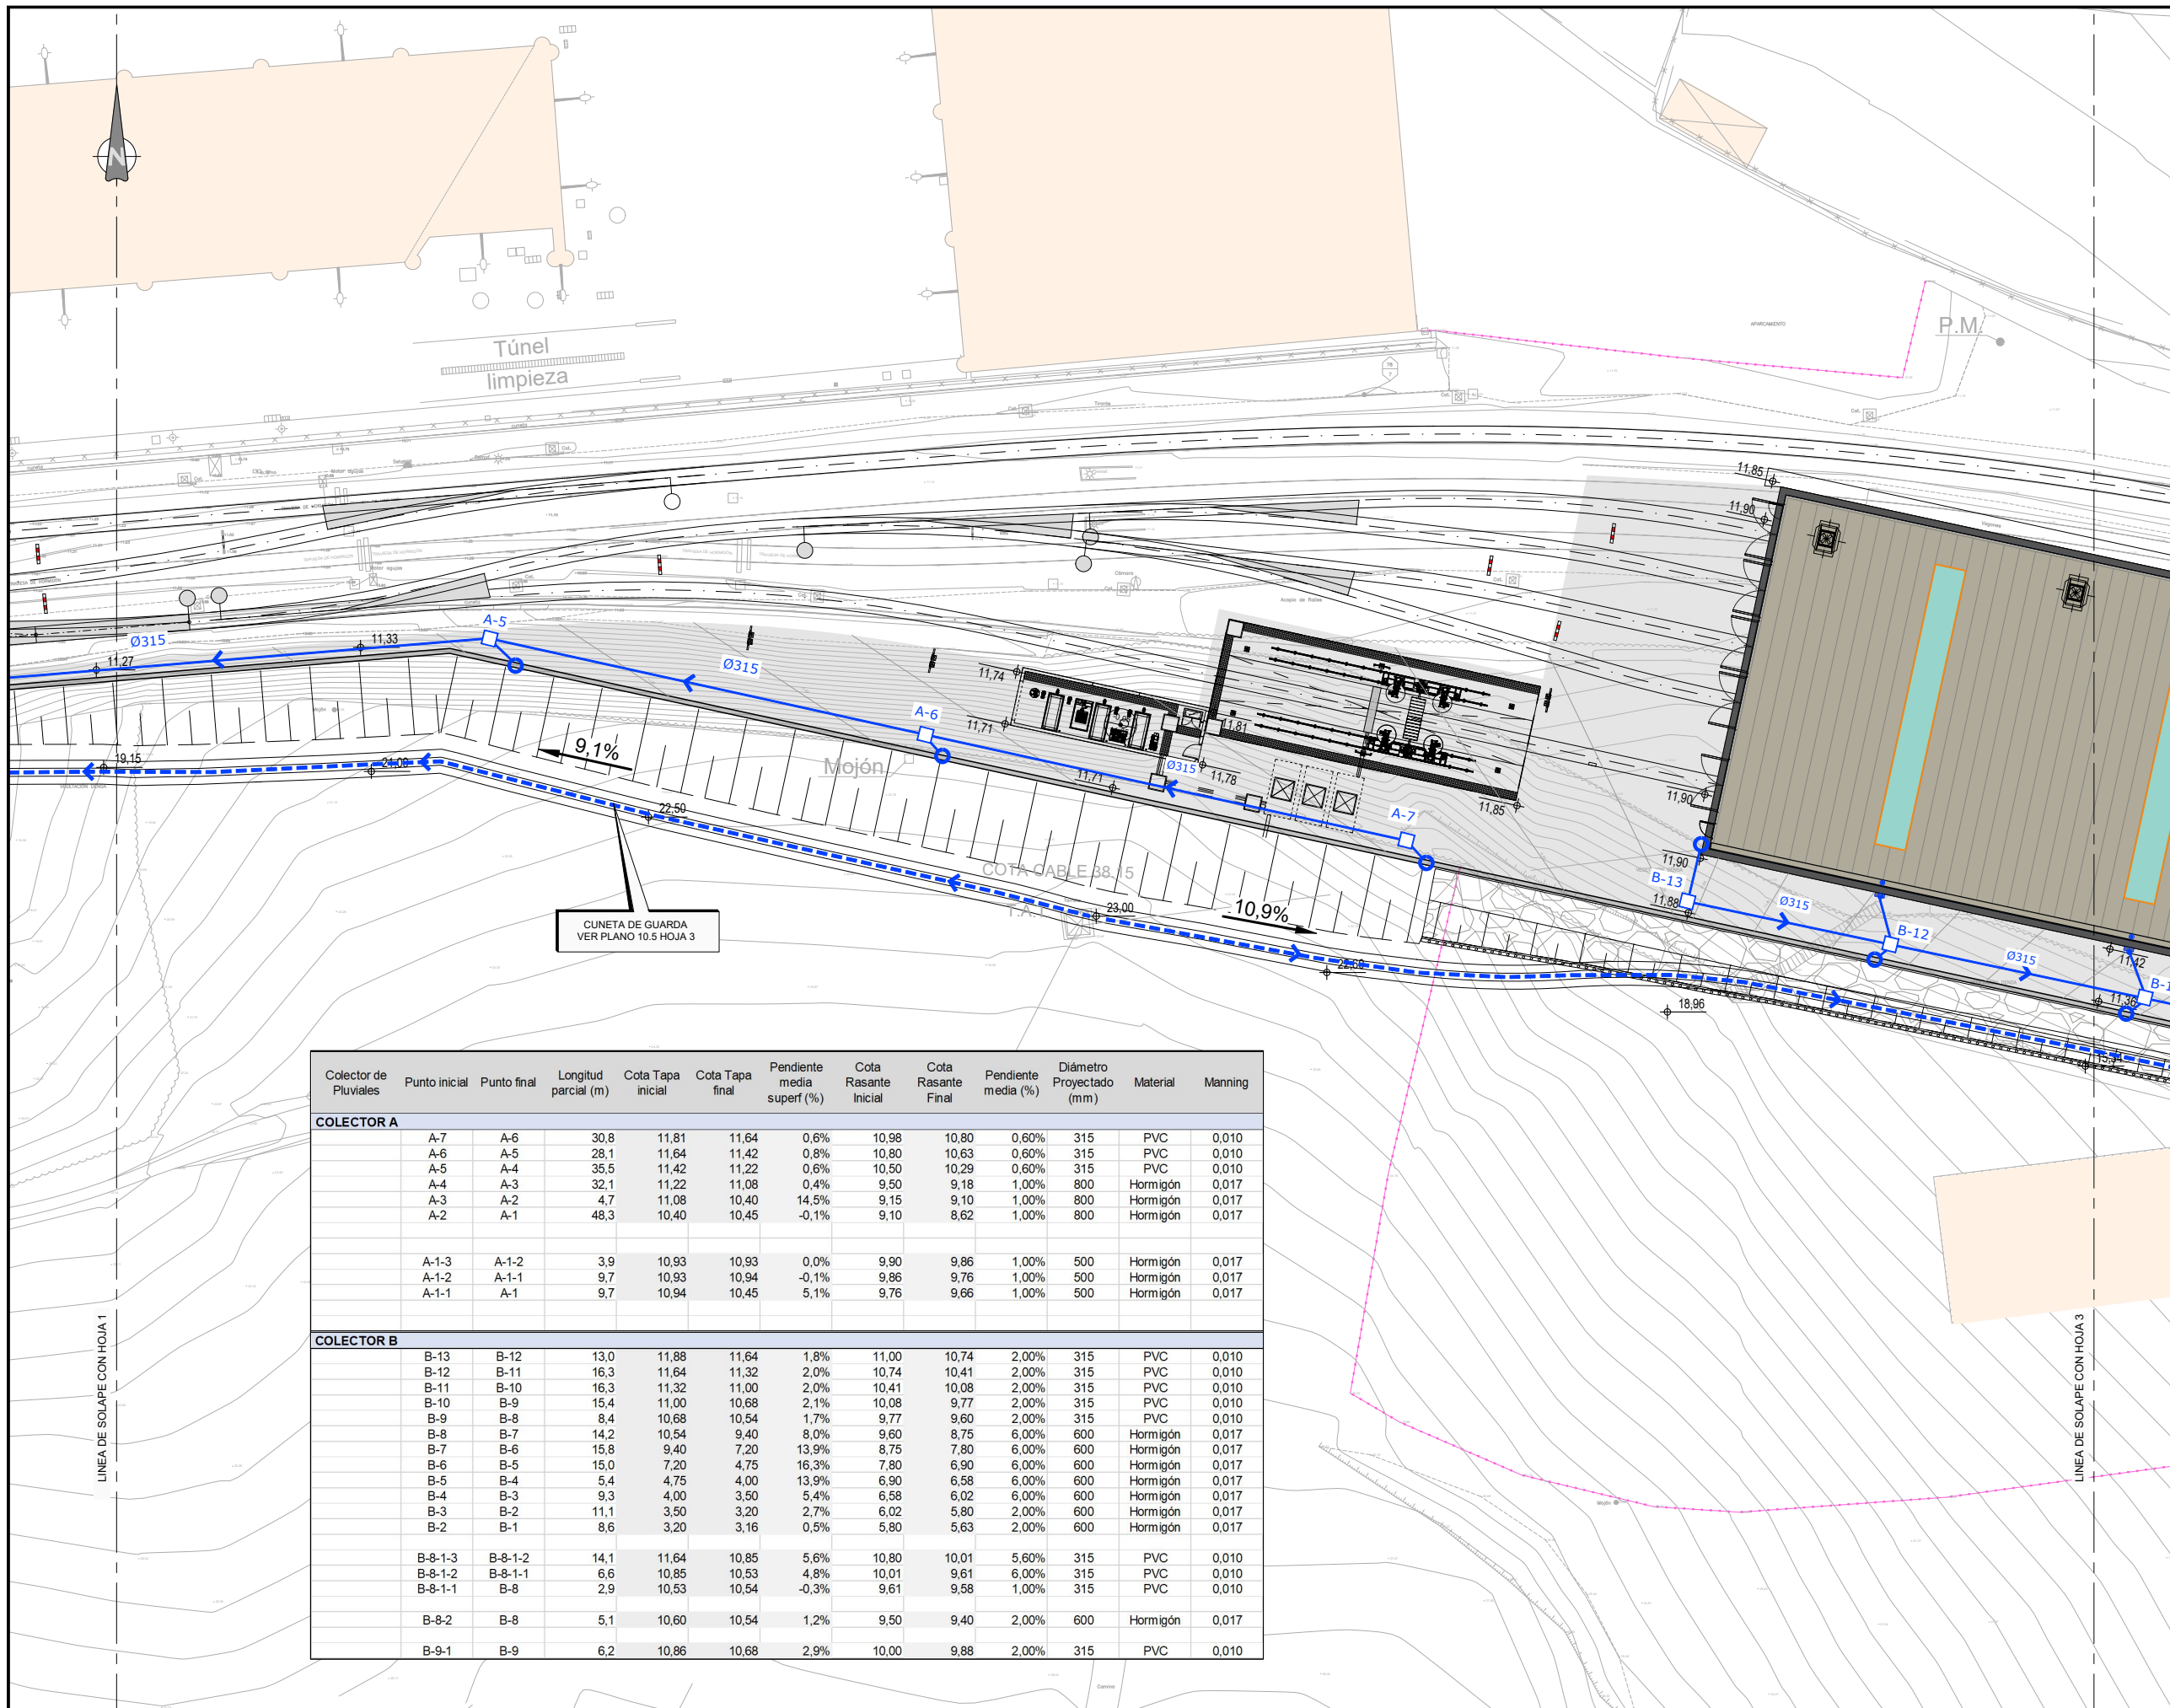 N
Túnel
limpieza
APARCAMIENTO
P.M.
11,85
11,90
A-5
Ø315
11,33
11,27
Ø315
11,74
A-6
11,71
11,81
Mojón
9,1%
Ø315
11,78
11,71
11,85
11,90
A-7
19,15
21,00
22,50
COTA CABLE 38.15
23,00
10,9%
CUNETA DE GUARDA
VER PLANO 10.5 HOJA 3
11,90
B-13
11,88
Ø315
B-12
22,60
Ø315
11,42
11,36
18,96
Colector de Pluviales Punto inicial Punto final Longitud parcial (m) Cota Tapa inicial Cota Tapa final Pendiente media superf (%) Cota Rasante Inicial Cota Rasante Final Pendiente media (%) Diámetro Proyectado (mm) Material Manning
COLECTOR A
A-7 A-6 30,8 11,81 11,64 0,6% 10,98 10,80 0,60% 315 PVC 0,010
A-6 A-5 28,1 11,64 11,42 0,8% 10,80 10,63 0,60% 315 PVC 0,010
A-5 A-4 35,5 11,42 11,22 0,6% 10,50 10,29 0,60% 315 PVC 0,010
A-4 A-3 32,1 11,22 11,08 0,4% 9,50 9,18 1,00% 800 Hormigón 0,017
A-3 A-2 4,7 11,08 10,40 14,5% 9,15 9,10 1,00% 800 Hormigón 0,017
A-2 A-1 48,3 10,40 10,45 -0,1% 9,10 8,62 1,00% 800 Hormigón 0,017
A-1-3 A-1-2 3,9 10,93 10,93 0,0% 9,90 9,86 1,00% 500 Hormigón 0,017
A-1-2 A-1-1 9,7 10,93 10,94 -0,1% 9,86 9,76 1,00% 500 Hormigón 0,017
A-1-1 A-1 9,7 10,94 10,45 5,1% 9,76 9,66 1,00% 500 Hormigón 0,017
COLECTOR B
B-13 B-12 13,0 11,88 11,64 1,8% 11,00 10,74 2,00% 315 PVC 0,010
B-12 B-11 16,3 11,64 11,32 2,0% 10,74 10,41 2,00% 315 PVC 0,010
B-11 B-10 16,3 11,32 11,00 2,0% 10,41 10,08 2,00% 315 PVC 0,010
B-10 B-9 15,4 11,00 10,68 2,1% 10,08 9,77 2,00% 315 PVC 0,010
B-9 B-8 8,4 10,68 10,54 1,7% 9,77 9,60 2,00% 315 PVC 0,010
B-8 B-7 14,2 10,54 9,40 8,0% 9,60 8,75 6,00% 600 Hormigón 0,017
B-7 B-6 15,8 9,40 7,20 13,9% 8,75 7,80 6,00% 600 Hormigón 0,017
B-6 B-5 15,0 7,20 4,75 16,3% 7,80 6,90 6,00% 600 Hormigón 0,017
B-5 B-4 5,4 4,75 4,00 13,9% 6,90 6,58 6,00% 600 Hormigón 0,017
B-4 B-3 9,3 4,00 3,50 5,4% 6,58 6,02 6,00% 600 Hormigón 0,017
B-3 B-2 11,1 3,50 3,20 2,7% 6,02 5,80 2,00% 600 Hormigón 0,017
B-2 B-1 8,6 3,20 3,16 0,5% 5,80 5,63 2,00% 600 Hormigón 0,017
B-8-1-3 B-8-1-2 14,1 11,64 10,85 5,6% 10,80 10,01 5,60% 315 PVC 0,010
B-8-1-2 B-8-1-1 6,6 10,85 10,53 4,8% 10,01 9,61 6,00% 315 PVC 0,010
B-8-1-1 B-8 2,9 10,53 10,54 -0,3% 9,61 9,58 1,00% 315 PVC 0,010
B-8-2 B-8 5,1 10,60 10,54 1,2% 9,50 9,40 2,00% 600 Hormigón 0,017
B-9-1 B-9 6,2 10,86 10,68 2,9% 10,00 9,88 2,00% 315 PVC 0,010
LINEA DE SOLAPE CON HOJA 1
LINEA DE SOLAPE CON HOJA 3